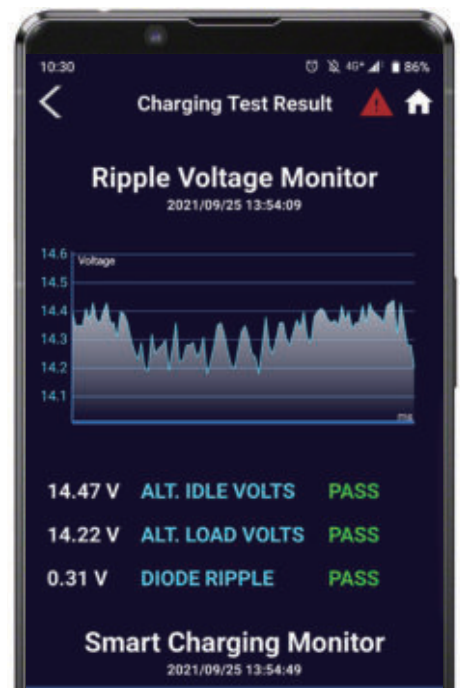 10:30 4G+ 86%
Charging Test Result
Ripple Voltage Monitor
2021/09/25 13:54:09
14.6
Voltage
14.5
14.4
14.3
14.2
14.1
ms
14.47 V ALT. IDLE VOLTS PASS
14.22 V ALT. LOAD VOLTS PASS
0.31 V DIODE RIPPLE PASS
Smart Charging Monitor
2021/09/25 13:54:49